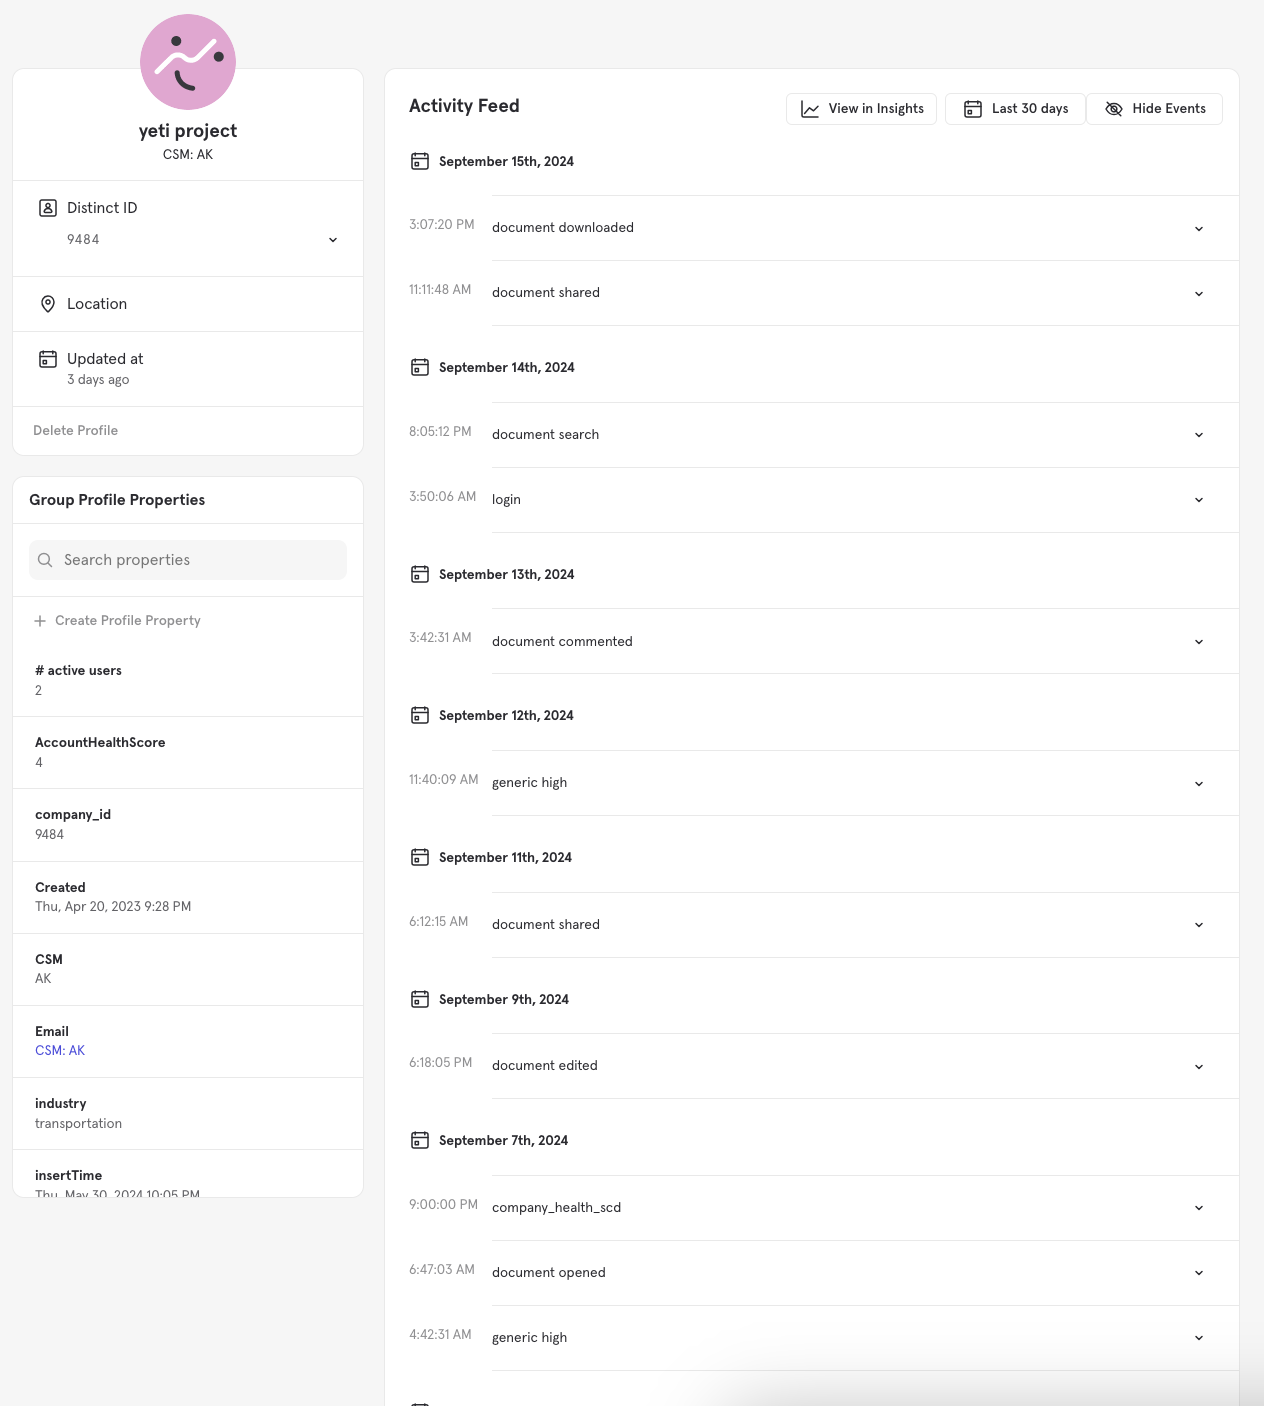 yeti project
CSM: AK
Distinct ID
9484
Location
Updated at
3 days ago
Delete Profile
Group Profile Properties
Search properties
Create Profile Property
# active users
2
AccountHealthScore
4
company_id
9484
Created
Thu, Apr 20, 2023 9:28 PM
CSM
AK
Email
CSM: AK
industry
transportation
insertTime
Thu, May 30, 2024 10:05 PM
Activity Feed
View in Insights
Last 30 days
Hide Events
September 15th, 2024
3:07:20 PM document downloaded
11:11:48 AM document shared
September 14th, 2024
8:05:12 PM document search
3:50:06 AM login
September 13th, 2024
3:42:31 AM document commented
September 12th, 2024
11:40:09 AM generic high
September 11th, 2024
6:12:15 AM document shared
September 9th, 2024
6:18:05 PM document edited
September 7th, 2024
9:00:00 PM company_health_scd
6:47:03 AM document opened
4:42:31 AM generic high